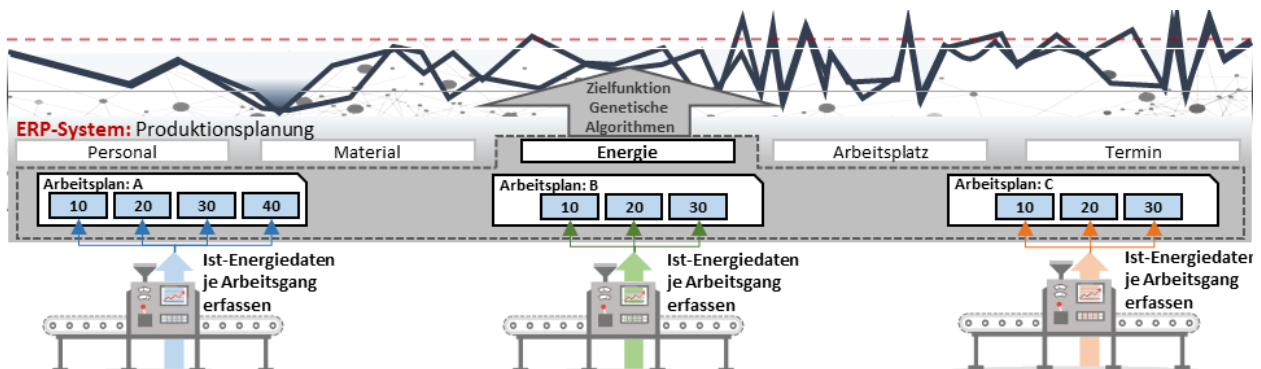 Zielfunktion
Genetische
Algorithmen
ERP-System: Produktionsplanung
Personal
Material
Energie
Arbeitsplatz
Termin
Arbeitsplan: A
10 20 30 40
Arbeitsplan: B
10 20 30
Arbeitsplan: C
10 20 30
Ist-Energiedaten
je Arbeitsgang
erfassen
Ist-Energiedaten
je Arbeitsgang
erfassen
Ist-Energiedaten
je Arbeitsgang
erfassen